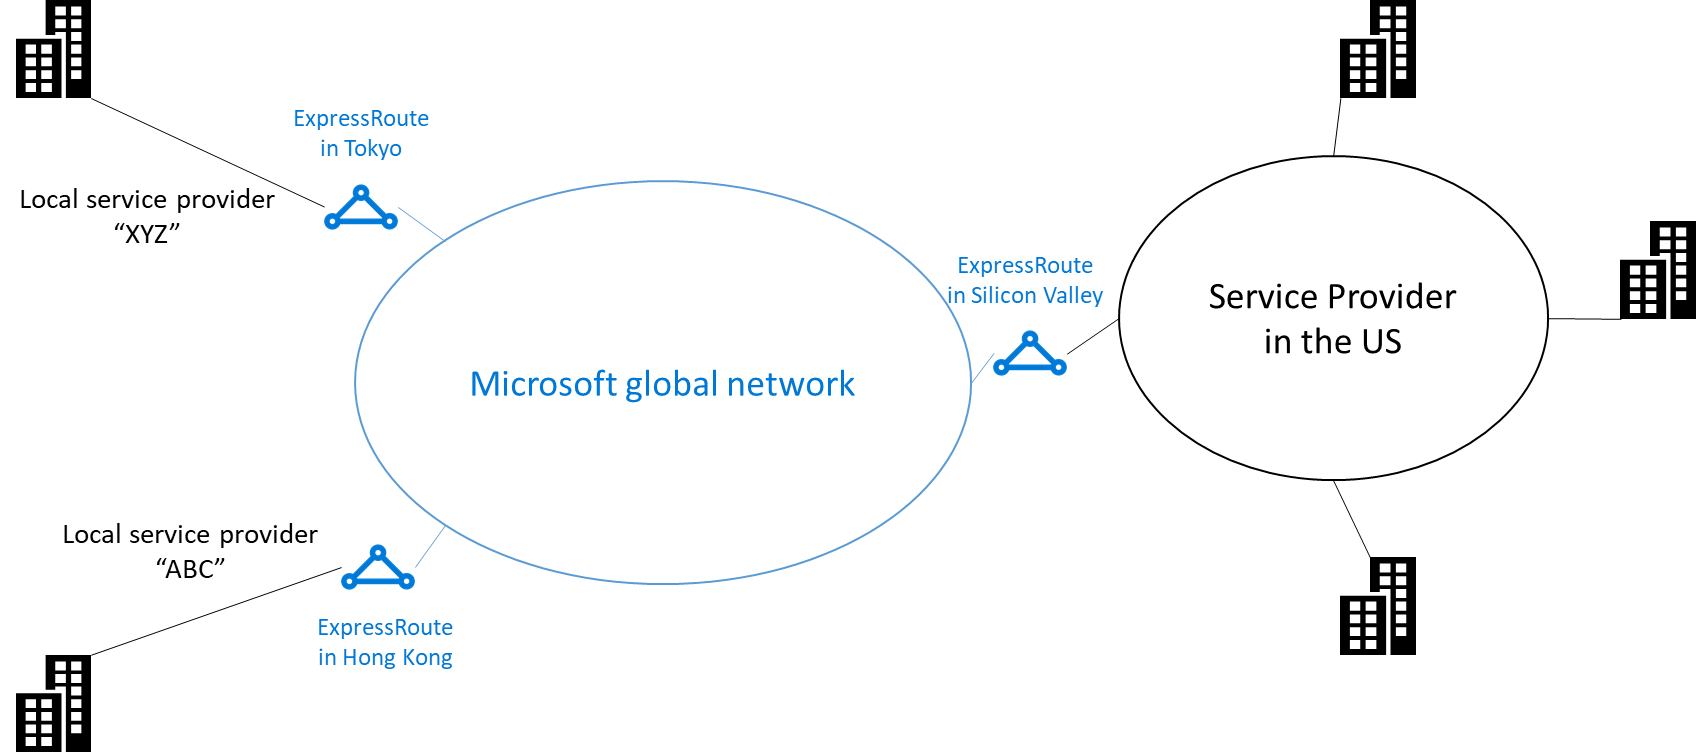 ExpressRoute
in Tokyo
Local service provider
“XYZ”
ExpressRoute
in Silicon Valley
Service Provider
in the US
Microsoft global network
Local service provider
“ABC”
ExpressRoute
in Hong Kong